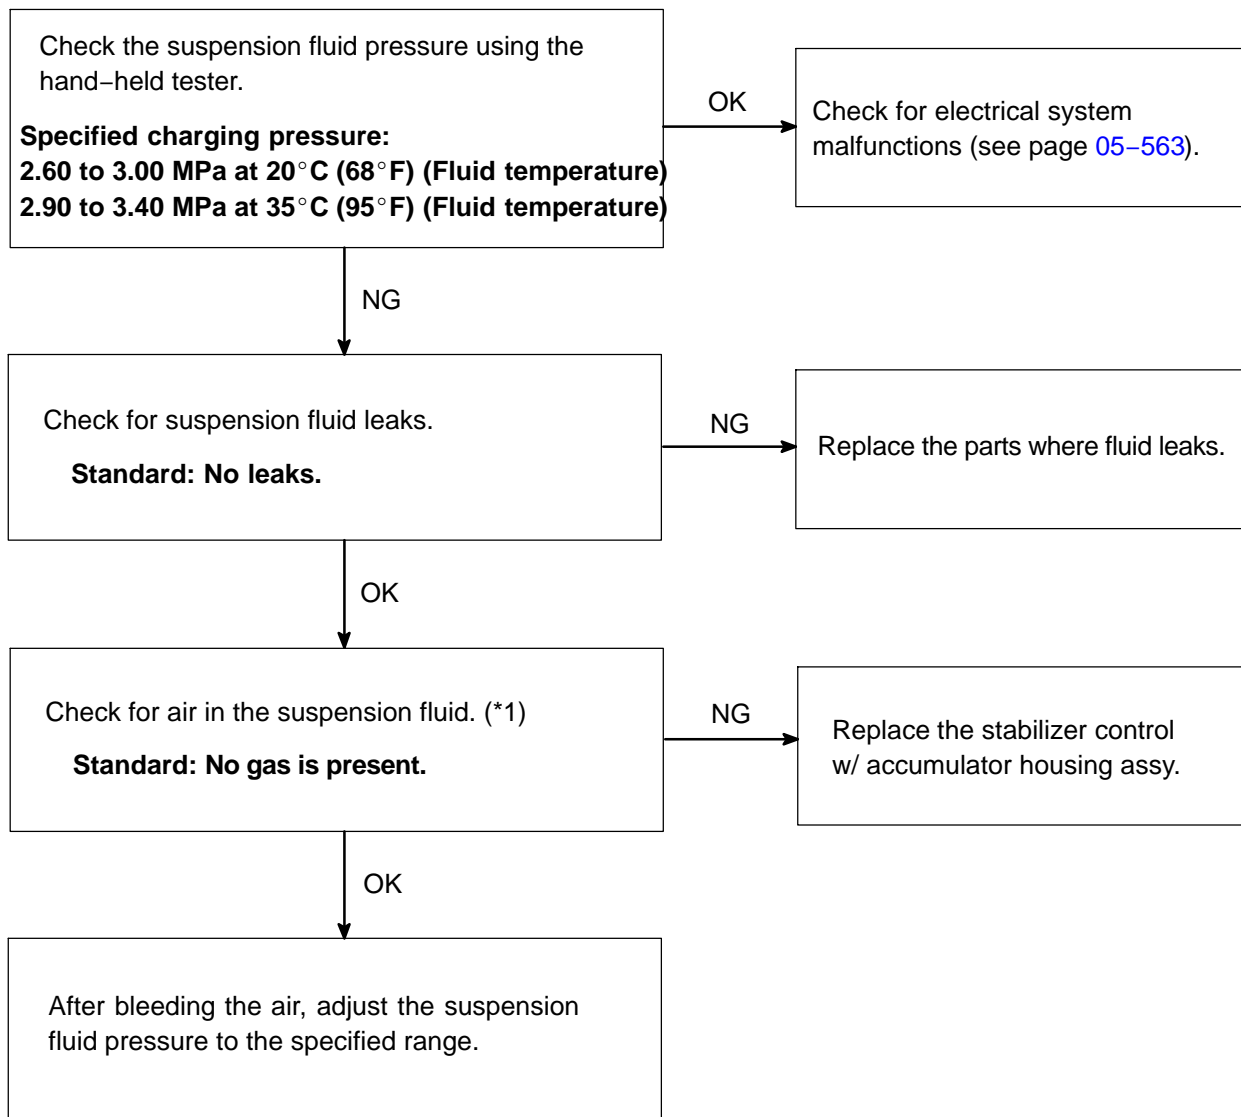 Check the suspension fluid pressure using the
hand−held tester.
Specified charging pressure:
2.60 to 3.00 MPa at 20°C (68°F) (Fluid temperature)
2.90 to 3.40 MPa at 35°C (95°F) (Fluid temperature)
OK
Check for electrical system
malfunctions (see page 05−563).
NG
Check for suspension fluid leaks.
Standard: No leaks.
NG
Replace the parts where fluid leaks.
OK
Check for air in the suspension fluid. (*1)
Standard: No gas is present.
NG
Replace the stabilizer control
w/ accumulator housing assy.
OK
After bleeding the air, adjust the suspension
fluid pressure to the specified range.